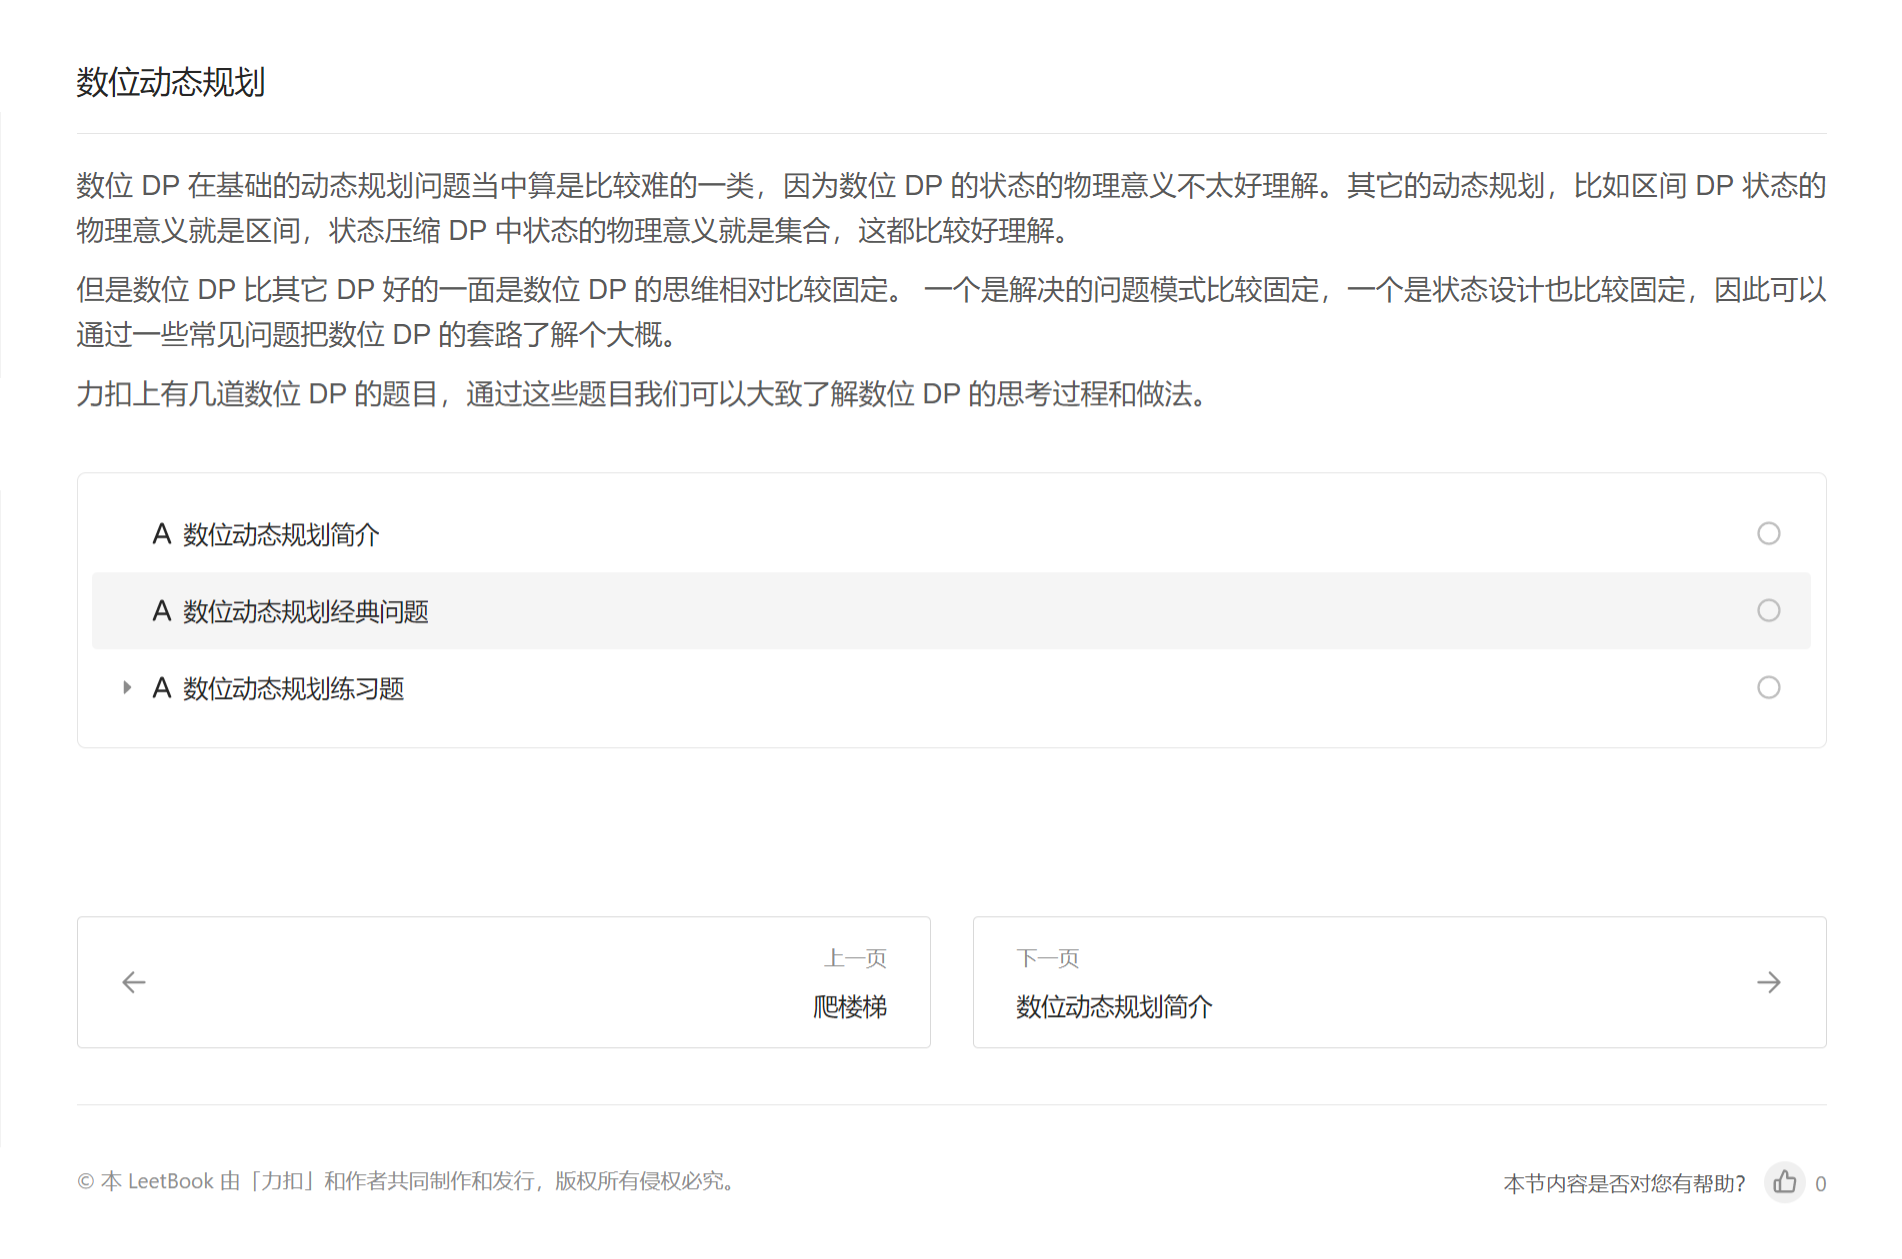 数位动态规划
数位 DP 在基础的动态规划问题当中算是比较难的一类，因为数位 DP 的状态的物理意义不太好理解。其它的动态规划，比如区间 DP 状态的
物理意义就是区间，状态压缩 DP 中状态的物理意义就是集合，这都比较好理解。
但是数位 DP 比其它 DP 好的一面是数位 DP 的思维相对比较固定。 一个是解决的问题模式比较固定，一个是状态设计也比较固定，因此可以
通过一些常见问题把数位 DP 的套路了解个大概。
力扣上有几道数位 DP 的题目，通过这些题目我们可以大致了解数位 DP 的思考过程和做法。
A 数位动态规划简介
A 数位动态规划经典问题
A 数位动态规划练习题
上一页
爬楼梯
下一页
数位动态规划简介
© 本 LeetBook 由「力扣」和作者共同制作和发行，版权所有侵权必究。
本节内容是否对您有帮助？ 0